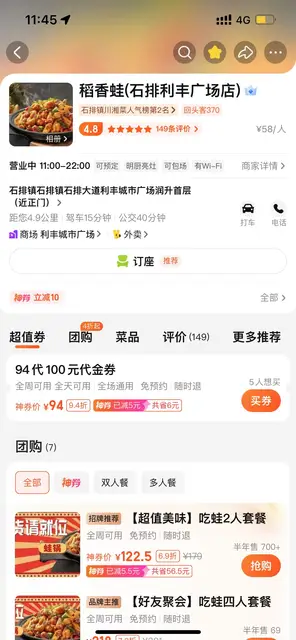 11:45
4G
稻香蛙(石排利丰广场店)
石排镇川湘菜人气榜第2名 > 回头客370
4.8 149条评价 > ¥58/人
相册 >
营业中 11:00~22:00 可预定 明厨亮灶 可包场 有Wi-Fi 商家详情 >
石排镇石排镇石排大道利丰城市广场润升首层
（近正门） >
距您4.9公里 驾车15分钟 公交40分钟
打车 电话
商场 利丰城市广场 > 外卖 >
订座 推荐
神券 立减10 全部 >
4折起
超值券 团购 菜品 评价 (149) 更多推荐
94代100元代金券
全周可用 全天可用 全场通用 免预约 随时退
5人想买
神券价 ¥94 9.4折 神券 已减5元 共省6元
买券
团购 (7)
全部 神券 双人餐 多人餐
货请就位
蛙锅
招牌推荐 【超值美味】吃蛙2人套餐
全周可用 免预约 随时退 半年售 700+
神券价 ¥122.5 6.9折 ¥179
已减5.5元 共省56.5元
抢购
品牌主推 【好友聚会】吃蛙四人套餐
全周可用 免预约 随时退 半年售 69